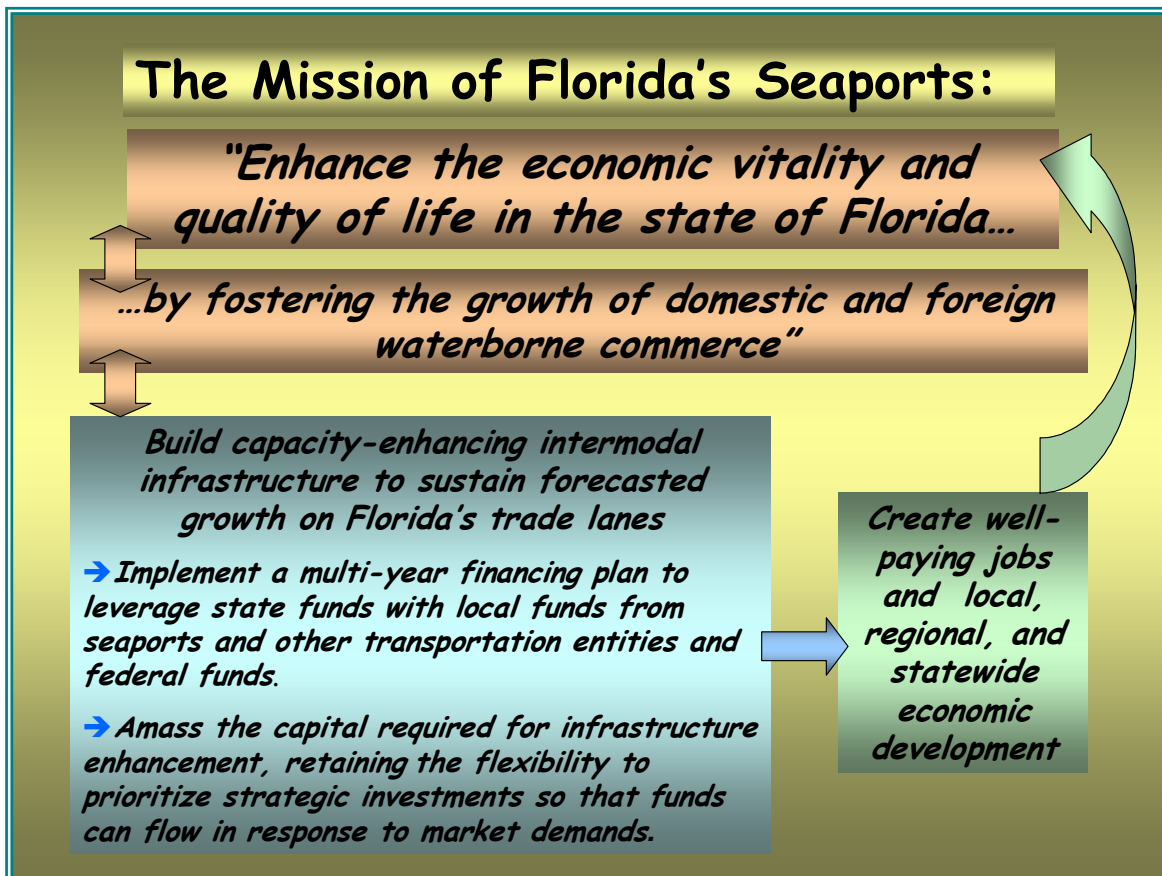 The Mission of Florida’s Seaports:
“Enhance the economic vitality and
quality of life in the state of Florida…
…by fostering the growth of domestic and foreign
waterborne commerce”
Build capacity-enhancing intermodal
infrastructure to sustain forecasted
growth on Florida’s trade lanes
➔Implement a multi-year financing plan to
leverage state funds with local funds from
seaports and other transportation entities and
federal funds.
➔Amass the capital required for infrastructure
enhancement, retaining the flexibility to
prioritize strategic investments so that funds
can flow in response to market demands.
Create well-
paying jobs
and local,
regional, and
statewide
economic
development